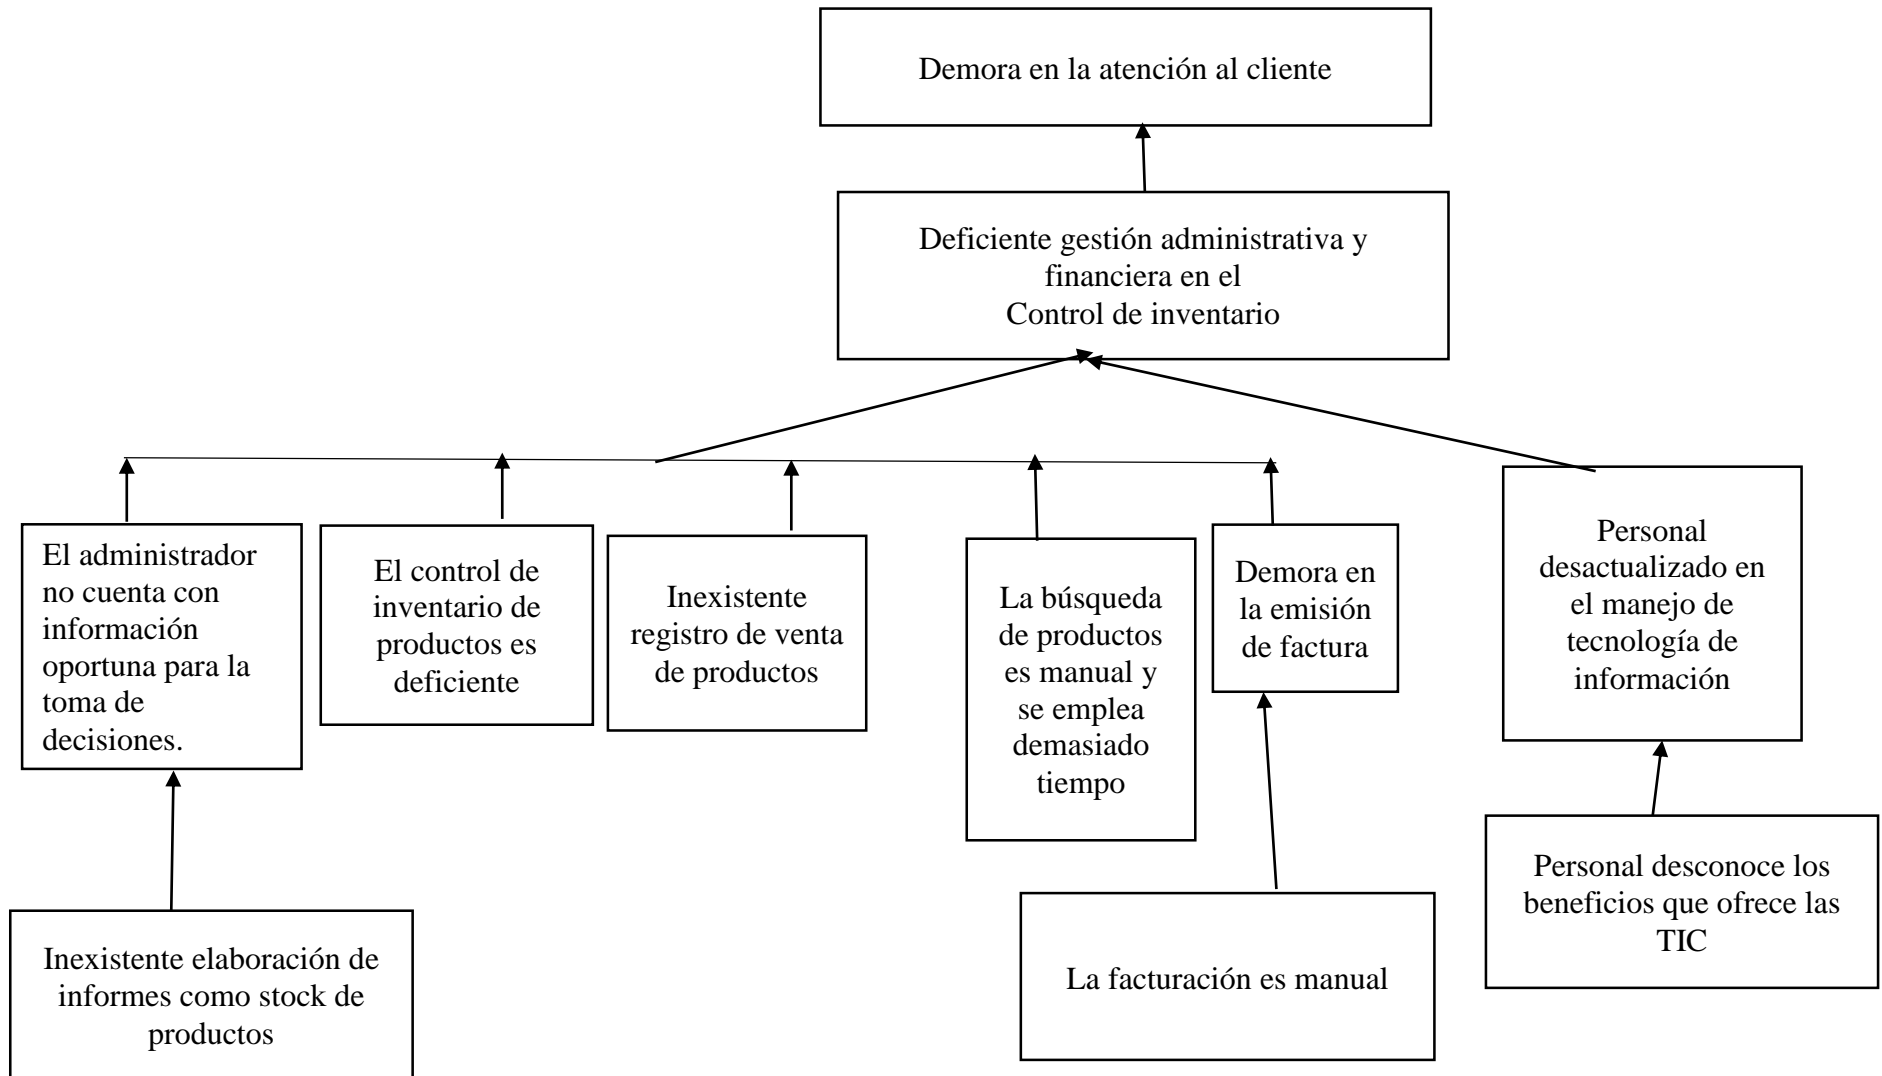 Demora en la atención al cliente
Deficiente gestión administrativa y
financiera en el
Control de inventario
El administrador
no cuenta con
información
oportuna para la
toma de
decisiones.
El control de
inventario de
productos es
deficiente
Inexistente
registro de venta
de productos
La búsqueda
de productos
es manual y
se emplea
demasiado
tiempo
Demora en
la emisión
de factura
Personal
desactualizado en
el manejo de
tecnología de
información
Inexistente elaboración de
informes como stock de
productos
La facturación es manual
Personal desconoce los
beneficios que ofrece las
TIC